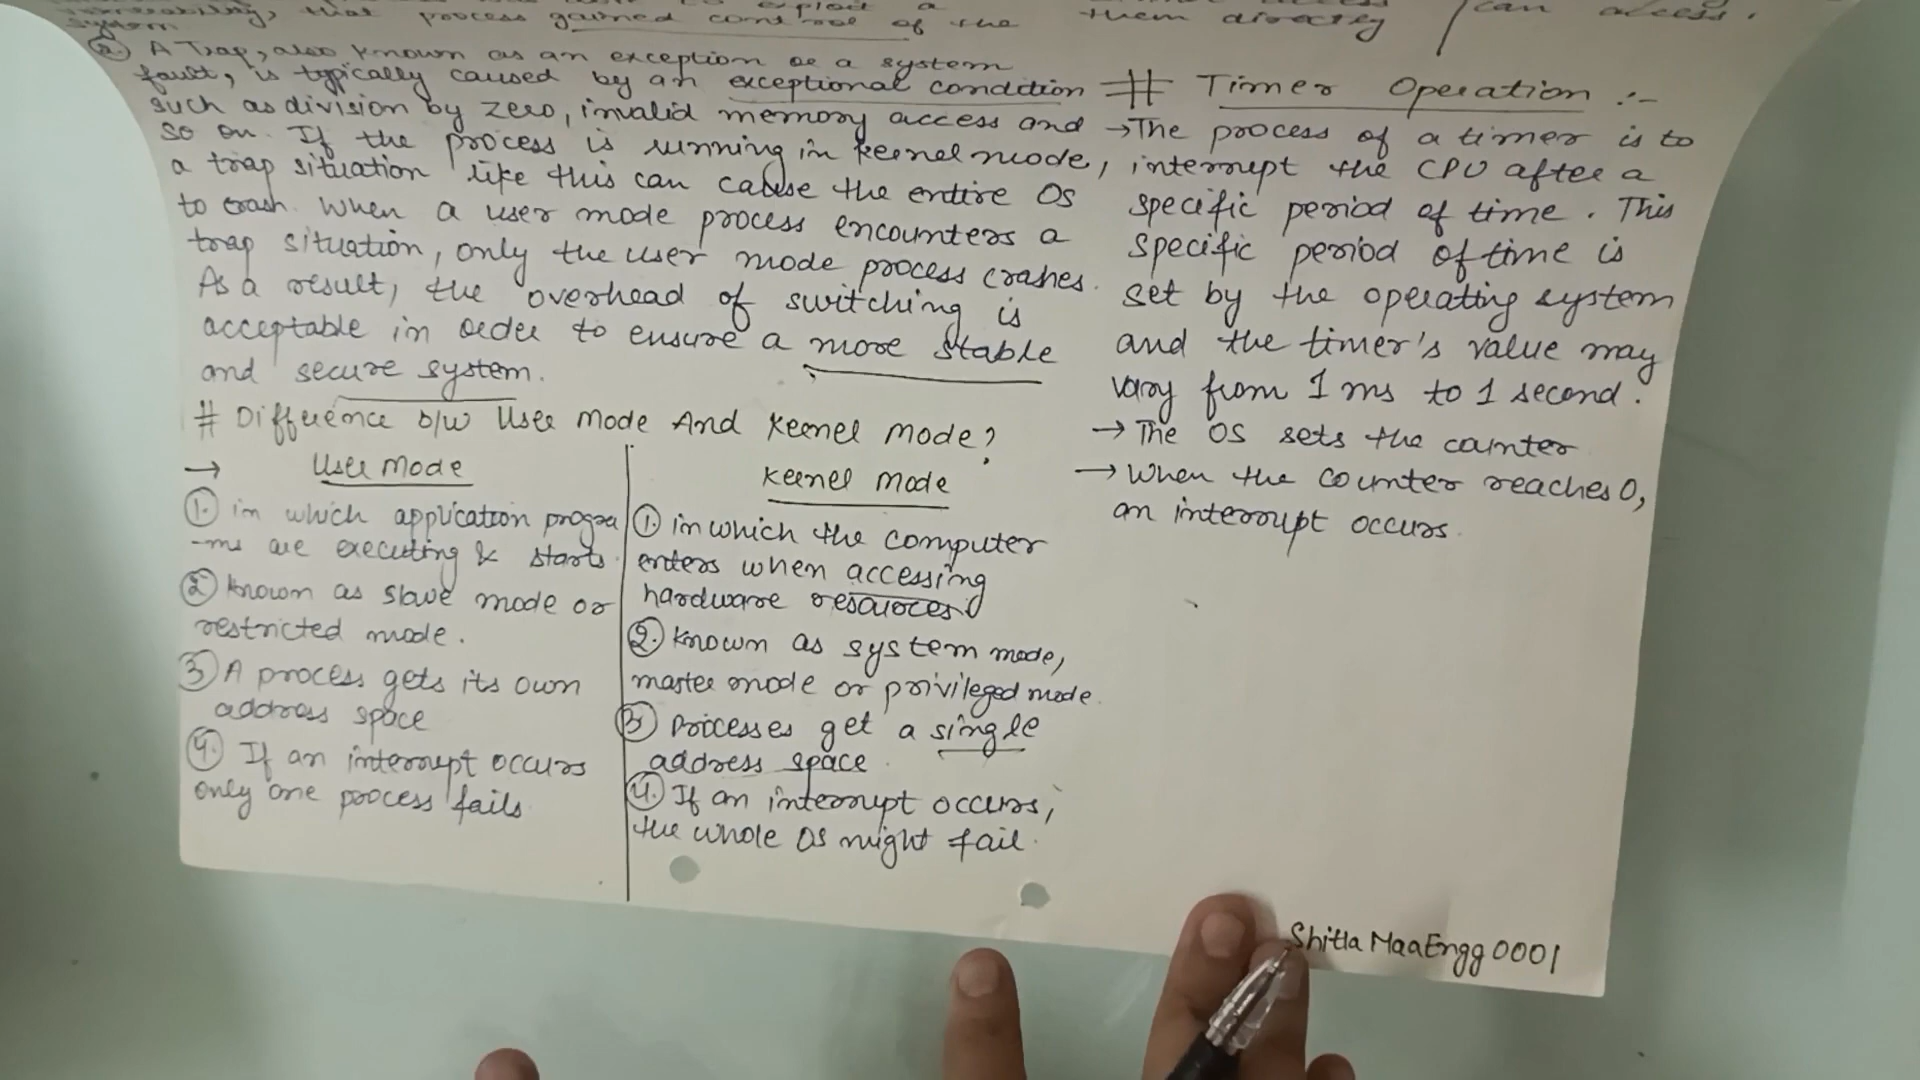 that process gained control of the
system
② A Trap, also known as an exception or a system
fault, is typically caused by an exceptional condition
such as division by zero, invalid memory access and
so on. If the process is running in kernel mode,
a trap situation like this can cause the entire OS
to crash. When a user mode process encounters a
trap situation, only the user mode process crashes.
As a result, the overhead of switching is
acceptable in order to ensure a more stable
and secure system.
# Difference b/w User Mode And Kernel Mode?
→ User Mode
① in which application progra
-ms are executing & starts.
② Known as slave mode or
restricted mode.
③ A process gets its own
address space
④ If an interrupt occurs
only one process fails
Kernel Mode
① in which the computer
enters when accessing
hardware resources
② Known as system mode,
master mode or privileged mode.
③ Processes get a single
address space
④ If an interrupt occurs,
the whole OS might fail.
them directly
can access.
# Timer Operation :-
→ The process of a timer is to
interrupt the CPU after a
specific period of time. This
specific period of time is
set by the operating system
and the timer's value may
vary from 1 ms to 1 second.
→ The OS sets the counter
→ When the counter reaches 0,
an interrupt occurs.
Shitla MaaEngg 0001